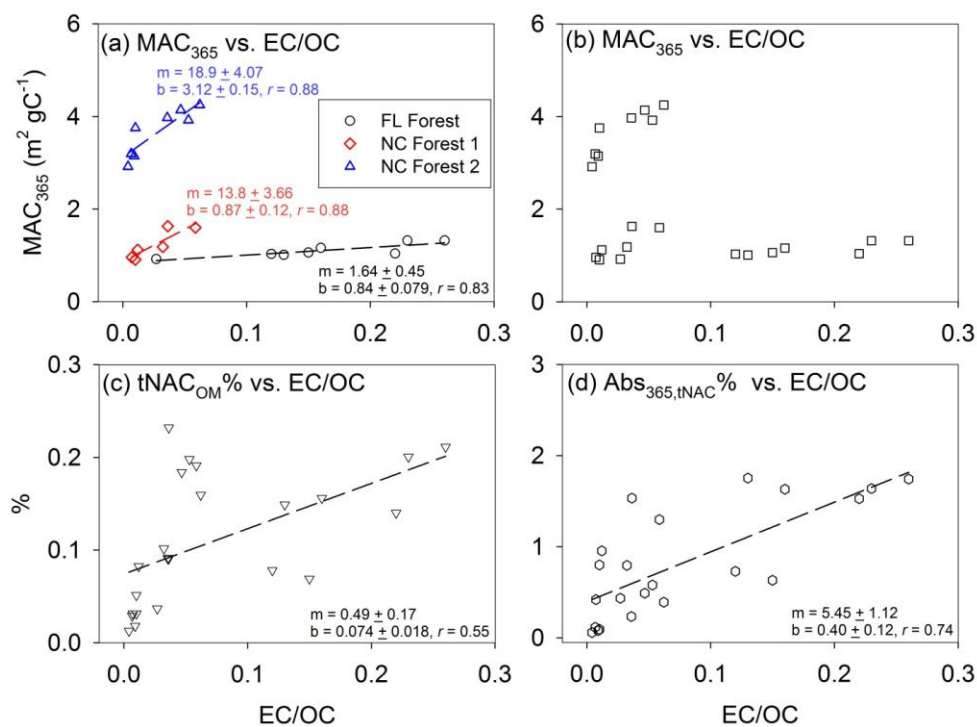 (a) MAC₃₆₅ vs. EC/OC
m = 18.9 ± 4.07
b = 3.12 ± 0.15, r = 0.88
FL Forest
NC Forest 1
NC Forest 2
m = 13.8 ± 3.66
b = 0.87 ± 0.12, r = 0.88
m = 1.64 ± 0.45
b = 0.84 ± 0.079, r = 0.83
MAC₃₆₅ (m² gC⁻¹)
6
4
2
0
0.0 0.1 0.2 0.3
(b) MAC₃₆₅ vs. EC/OC
6
4
2
0
0.0 0.1 0.2 0.3
(c) tNAC_OM% vs. EC/OC
m = 0.49 ± 0.17
b = 0.074 ± 0.018, r = 0.55
%
0.3
0.2
0.1
0.0
0.0 0.1 0.2 0.3
EC/OC
(d) Abs₃₆₅,tNAC% vs. EC/OC
m = 5.45 ± 1.12
b = 0.40 ± 0.12, r = 0.74
3
2
1
0
0.0 0.1 0.2 0.3
EC/OC